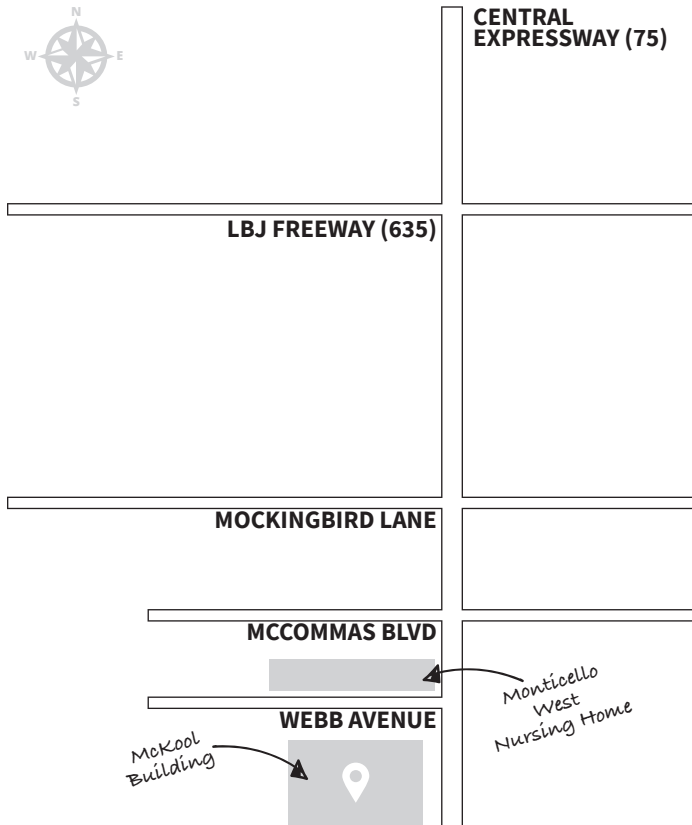 N
W E
S
CENTRAL
EXPRESSWAY (75)
LBJ FREEWAY (635)
MOCKINGBIRD LANE
MCCOMMAS BLVD
Monticello
West
Nursing Home
WEBB AVENUE
McKool
Building